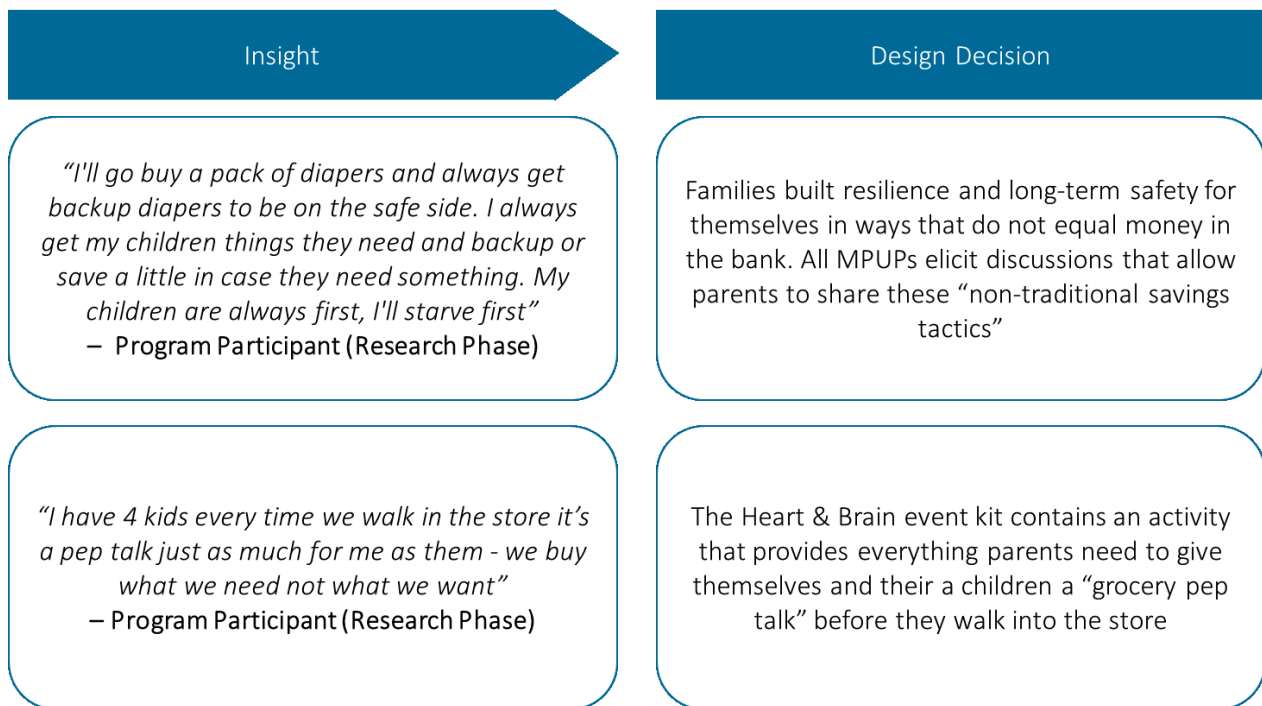 Insight
Design Decision
“I'll go buy a pack of diapers and always get
backup diapers to be on the safe side. I always
get my children things they need and backup or
save a little in case they need something. My
children are always first, I'll starve first”
– Program Participant (Research Phase)
Families built resilience and long-term safety for
themselves in ways that do not equal money in
the bank. All MPUPs elicit discussions that allow
parents to share these “non-traditional savings
tactics”
“I have 4 kids every time we walk in the store it’s
a pep talk just as much for me as them - we buy
what we need not what we want”
– Program Participant (Research Phase)
The Heart & Brain event kit contains an activity
that provides everything parents need to give
themselves and their a children a “grocery pep
talk” before they walk into the store